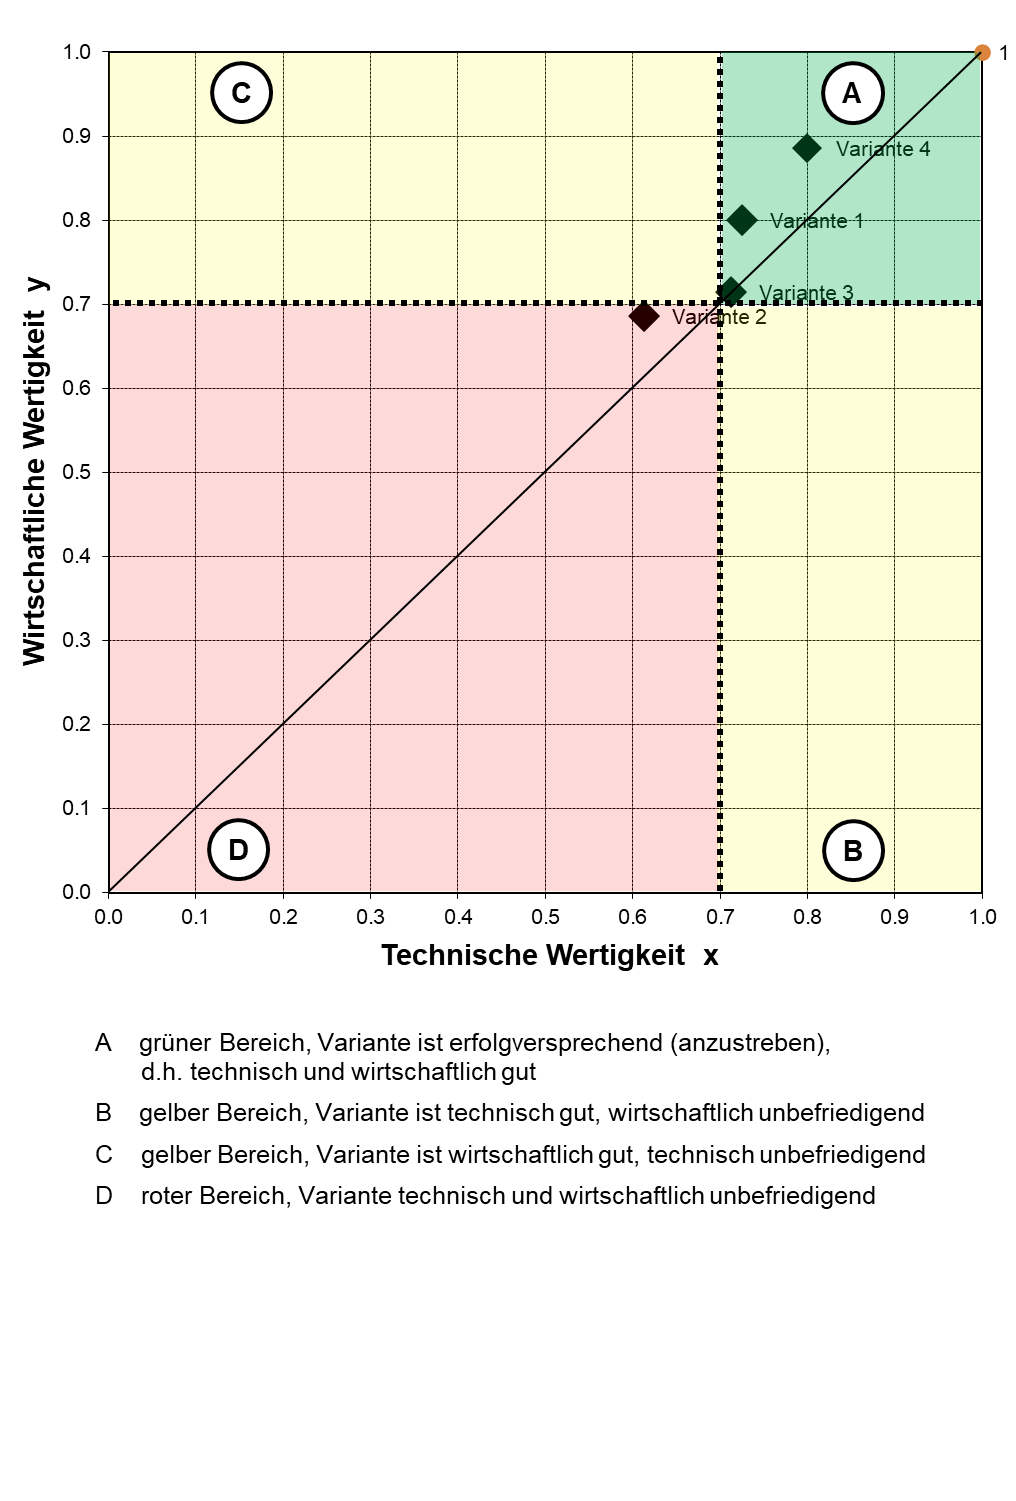 1.0
1
C
A
0.9
Variante 4
0.8
Variante 1
Variante 3
0.7
Variante 2
0.6
0.5
0.4
0.3
0.2
0.1
D
B
0.0
Wirtschaftliche Wertigkeit y
0.0 0.1 0.2 0.3 0.4 0.5 0.6 0.7 0.8 0.9 1.0
Technische Wertigkeit x
A grüner Bereich, Variante ist erfolgversprechend (anzustreben),
d.h. technisch und wirtschaftlich gut
B gelber Bereich, Variante ist technisch gut, wirtschaftlich unbefriedigend
C gelber Bereich, Variante ist wirtschaftlich gut, technisch unbefriedigend
D roter Bereich, Variante technisch und wirtschaftlich unbefriedigend